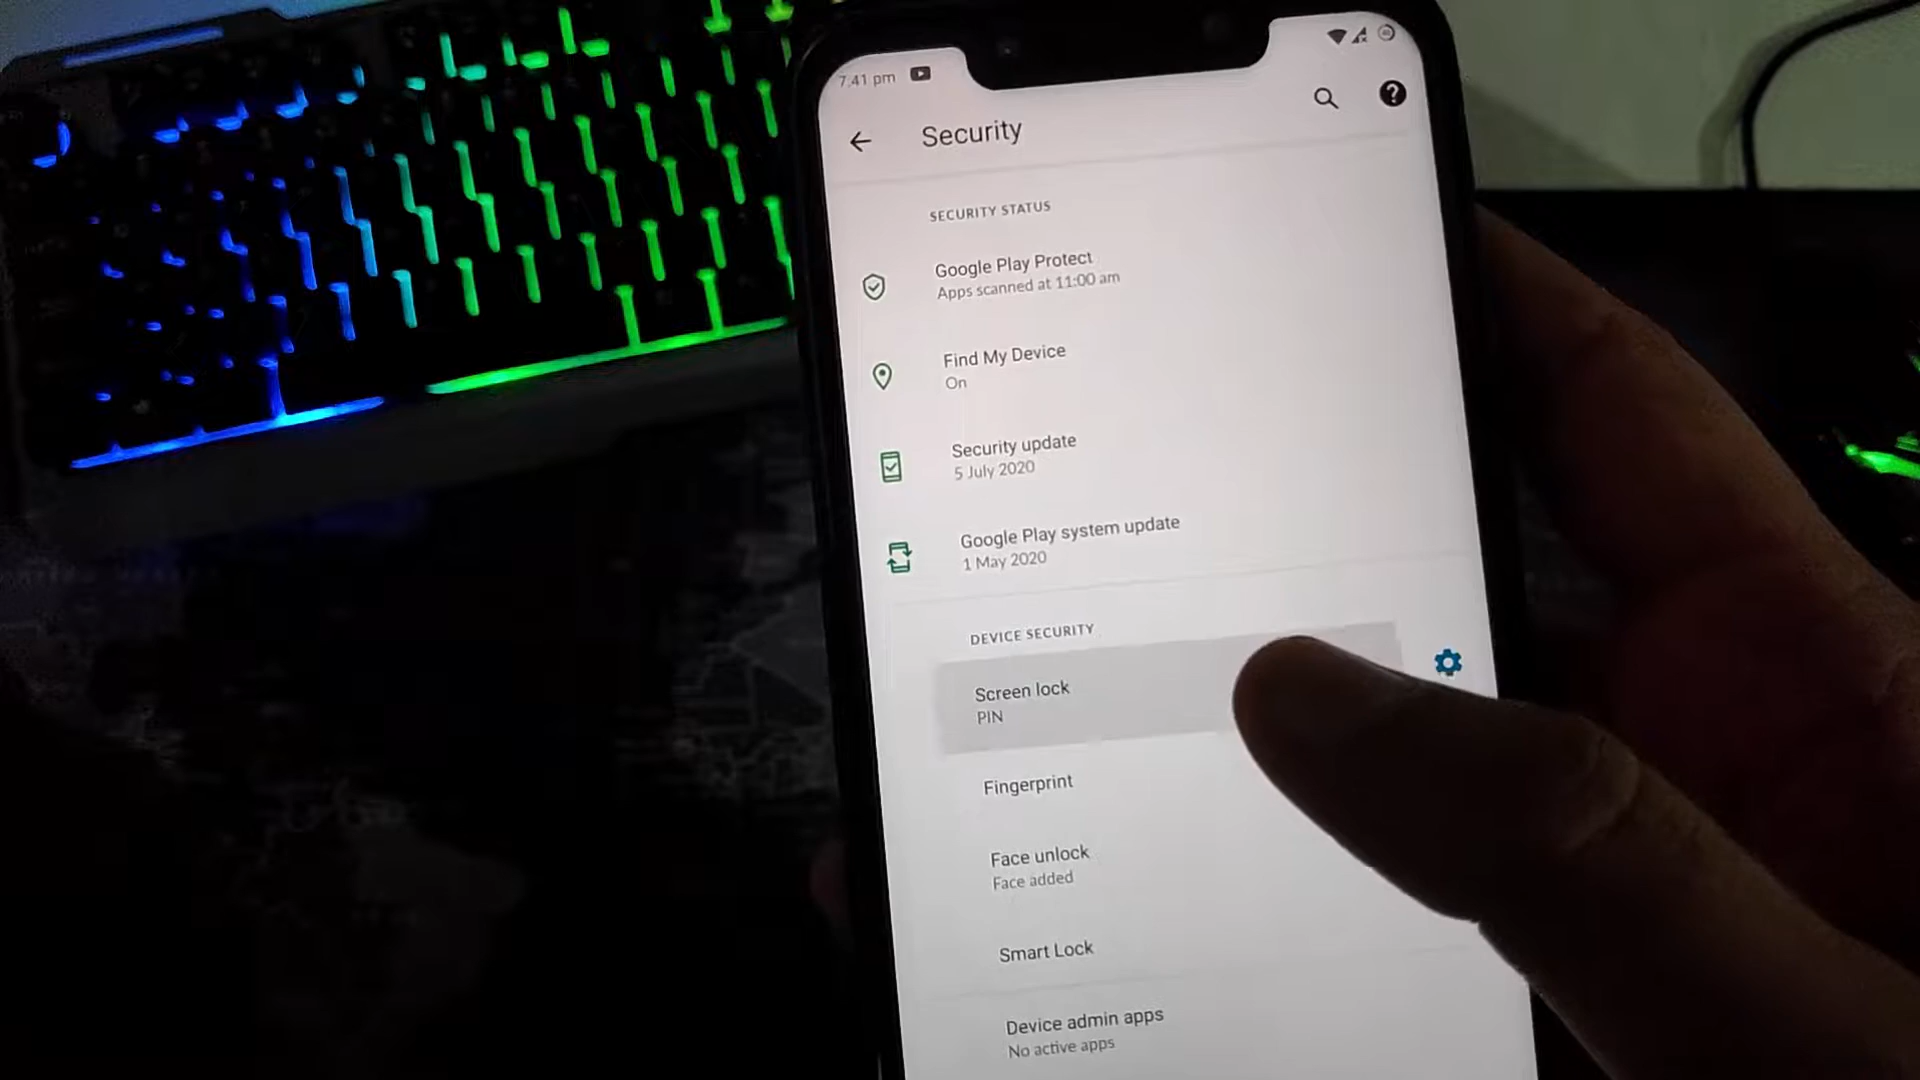 7.41 pm
Security
SECURITY STATUS
Google Play Protect
Apps scanned at 11:00 am
Find My Device
On
Security update
5 July 2020
Google Play system update
1 May 2020
DEVICE SECURITY
Screen lock
PIN
Fingerprint
Face unlock
Face added
Smart Lock
Device admin apps
No active apps